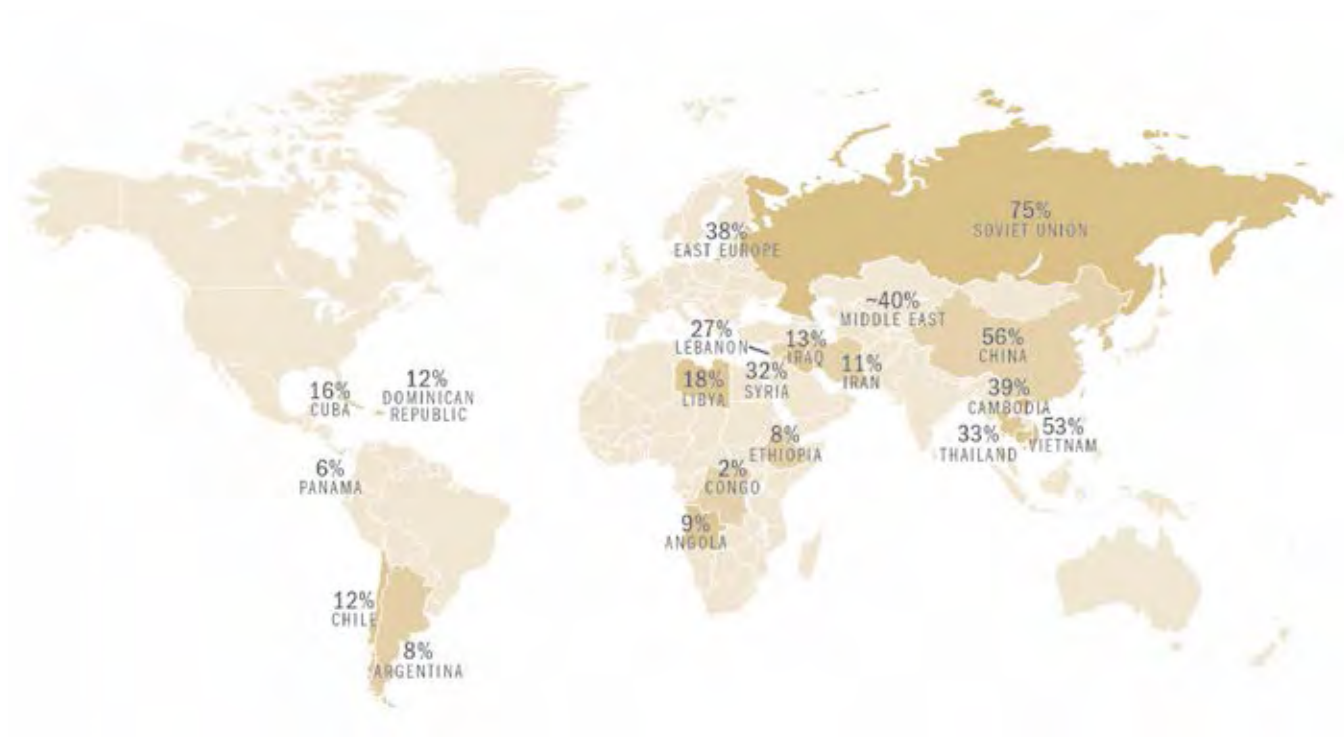 75%
SOVIET UNION
38%
EAST EUROPE
~40%
MIDDLE EAST
27%
LEBANON
13%
IRAQ
56%
CHINA
11%
IRAN
32%
SYRIA
18%
LIBYA
16%
CUBA
12%
DOMINICAN
REPUBLIC
39%
CAMBODIA
53%
VIETNAM
33%
THAILAND
8%
ETHIOPIA
6%
PANAMA
2%
CONGO
9%
ANGOLA
12%
CHILE
8%
ARGENTINA